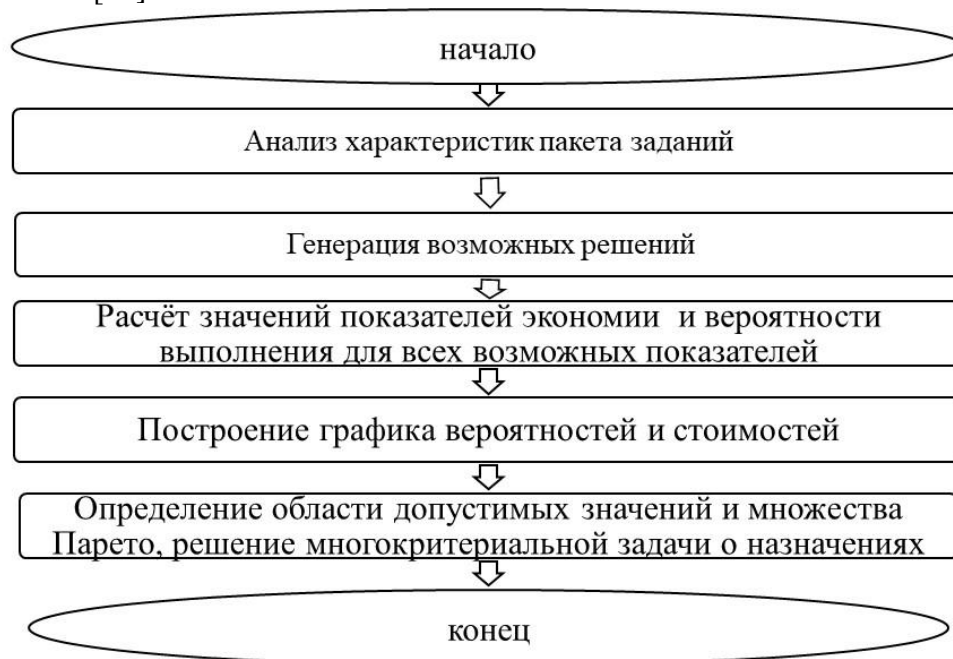 начало
Анализ характеристик пакета заданий
Генерация возможных решений
Расчёт значений показателей экономии и вероятности
выполнения для всех возможных показателей
Построение графика вероятностей и стоимостей
Определение области допустимых значений и множества
Парето, решение многокритериальной задачи о назначениях
конец